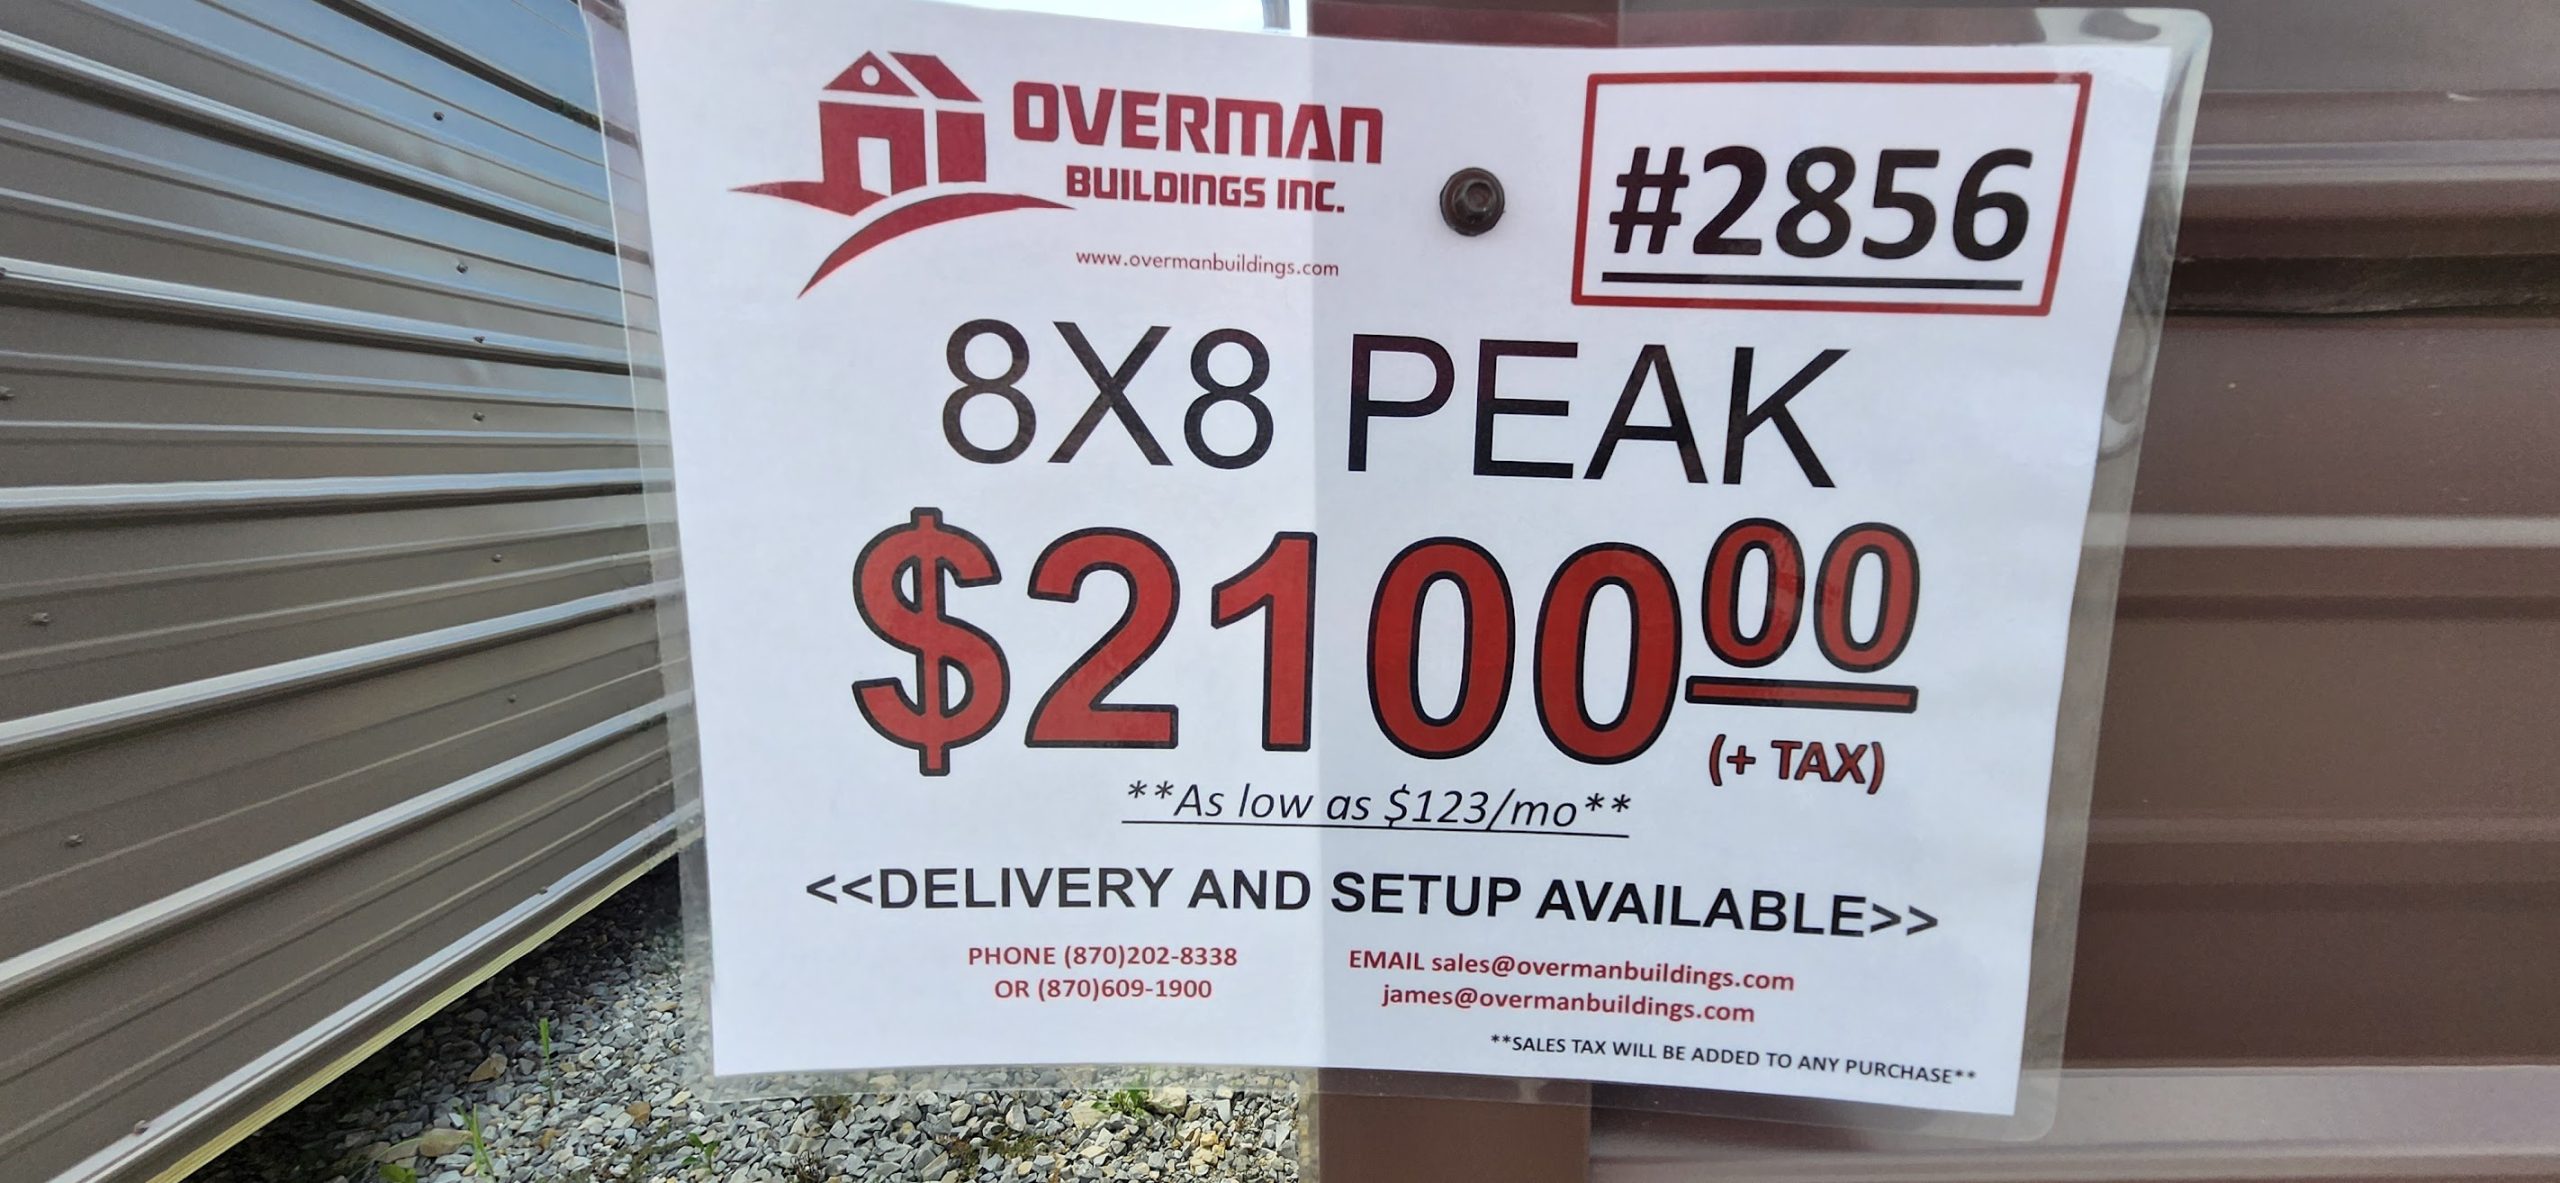 OVERMAN
BUILDINGS INC.
www.overmanbuildings.com
#2856
8X8 PEAK
$210000
(+ TAX)
**As low as $123/mo**
<<DELIVERY AND SETUP AVAILABLE>>
PHONE (870)202-8338
OR (870)609-1900
EMAIL sales@overmanbuildings.com
james@overmanbuildings.com
**SALES TAX WILL BE ADDED TO ANY PURCHASE**